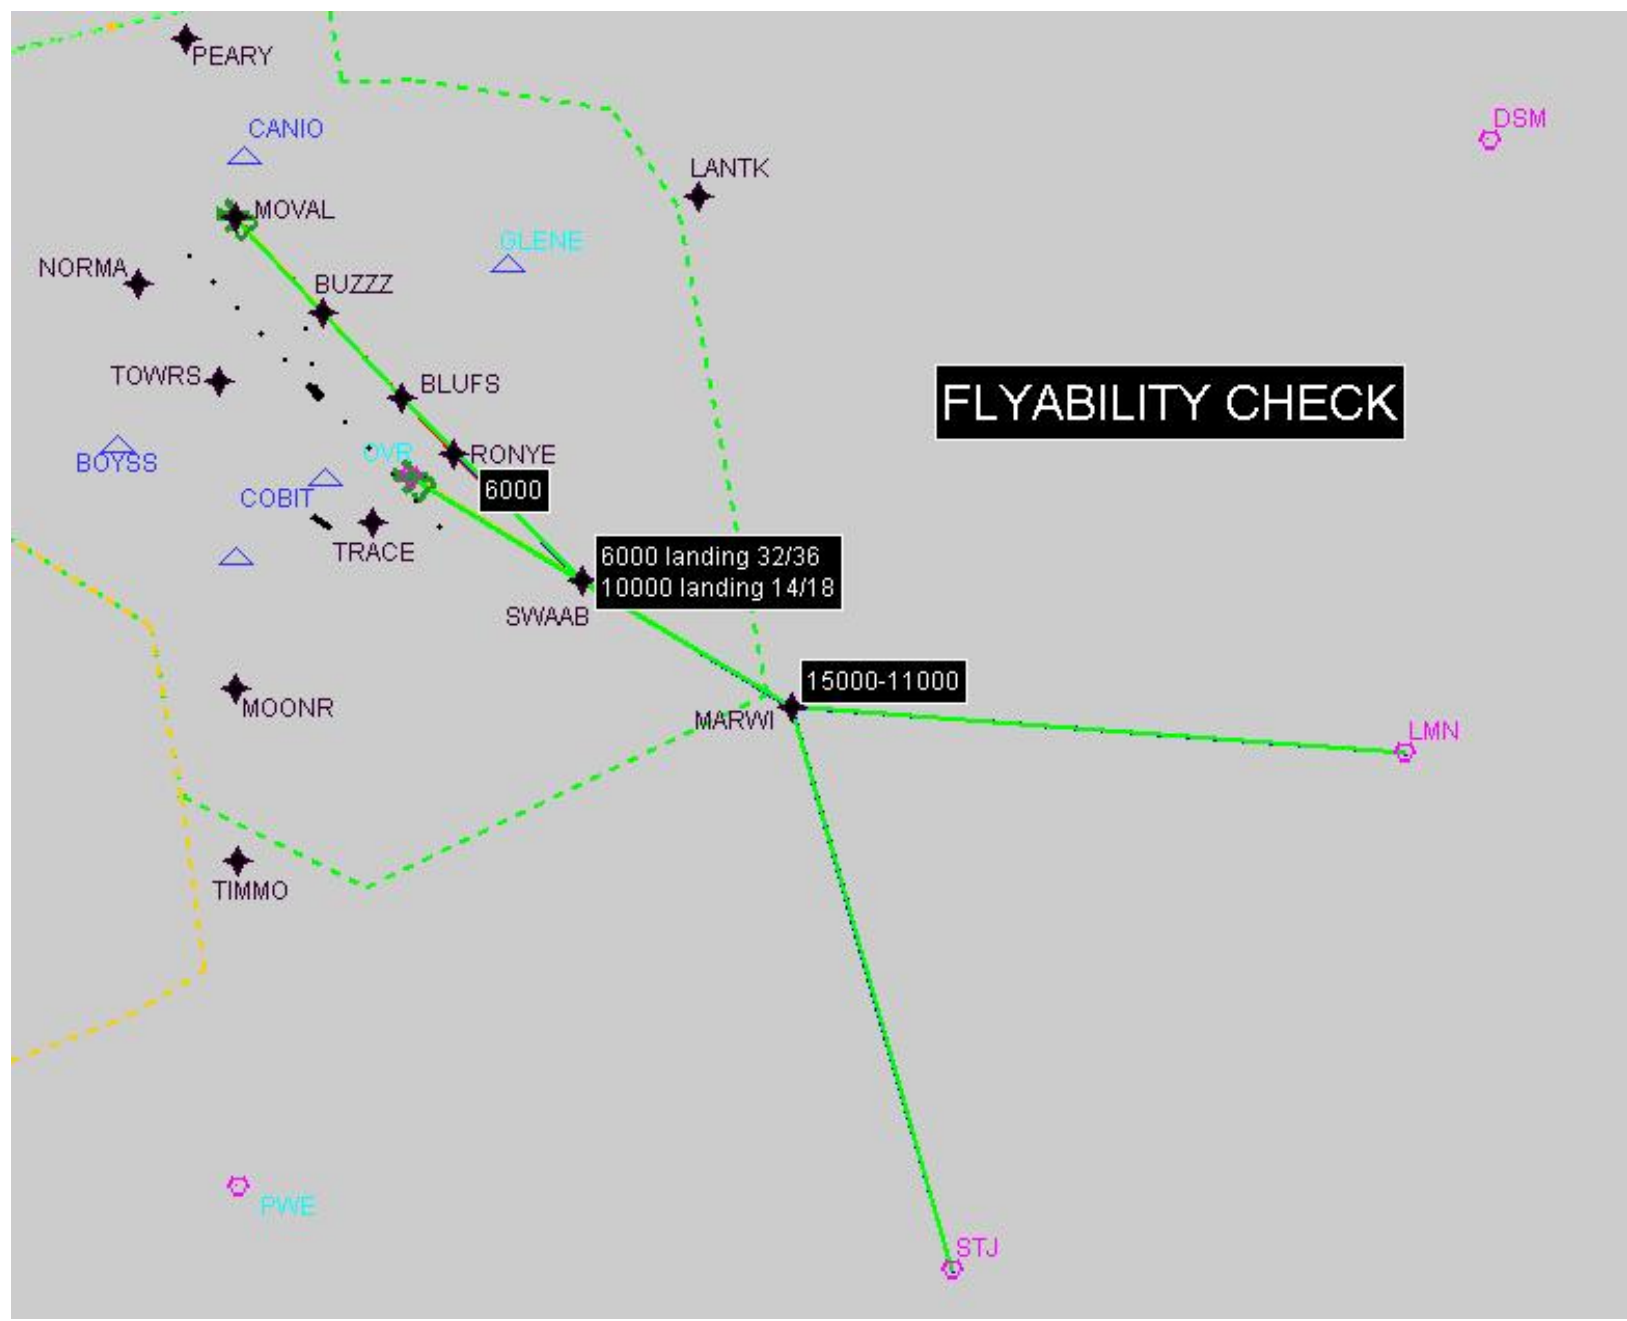 PEARY
DSM
CANIO
LANTK
MOVAL
GLENE
NORMA
BUZZZ
TOWRS
BLUFS
FLYABILITY CHECK
OVR
RONYE
BOYSS
6000
COBIT
TRACE
6000 landing 32/36
10000 landing 14/18
SWAAB
15000-11000
MOONR
MARWI
LMN
TIMMO
PWE
STJ